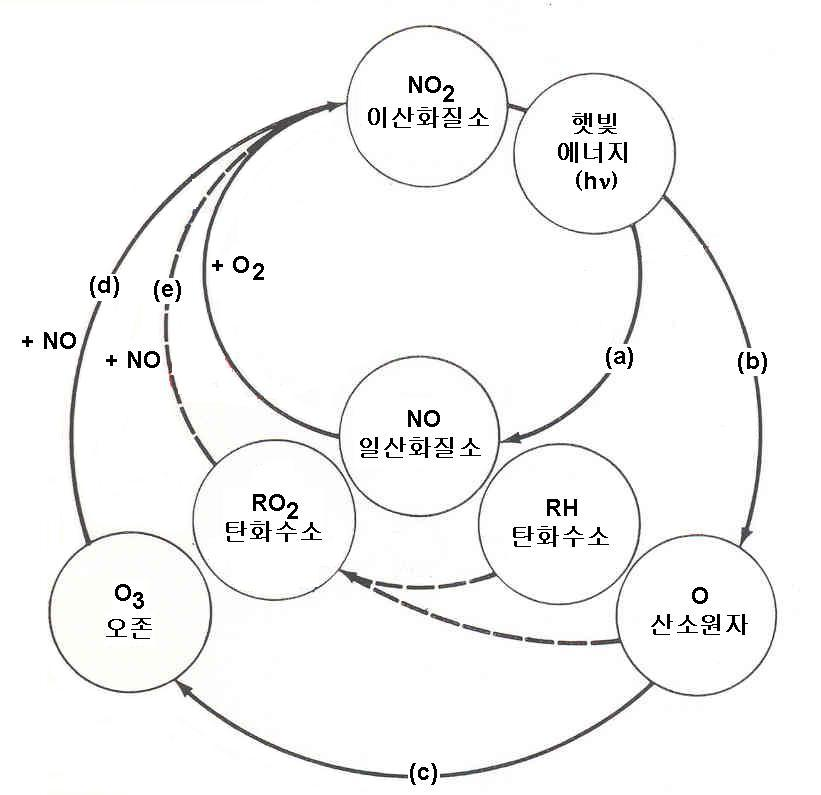 NO2
이산화질소
햇빛
에너지
(hν)
+ O2
(d)
(e)
+ NO
+ NO
(a)
(b)
NO
일산화질소
RO2
탄화수소
RH
탄화수소
O3
오존
O
산소원자
(c)